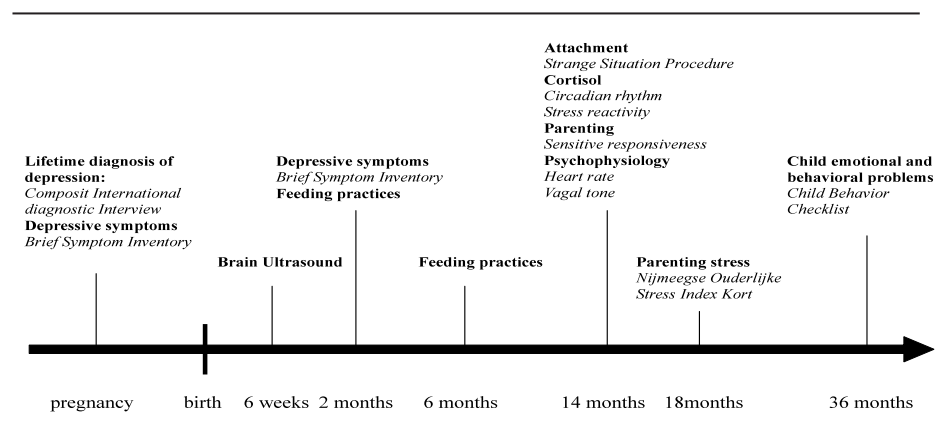 Attachment
Strange Situation Procedure
Cortisol
Circadian rhythm
Stress reactivity
Parenting
Sensitive responsiveness
Psychophysiology
Heart rate
Vagal tone
Lifetime diagnosis of
depression:
Composit International
diagnostic Interview
Depressive symptoms
Brief Symptom Inventory
Depressive symptoms
Brief Symptom Inventory
Feeding practices
Child emotional and
behavioral problems
Child Behavior
Checklist
Brain Ultrasound
Feeding practices
Parenting stress
Nijmeegse Ouderlijke
Stress Index Kort
pregnancy birth 6 weeks 2 months 6 months 14 months 18months 36 months